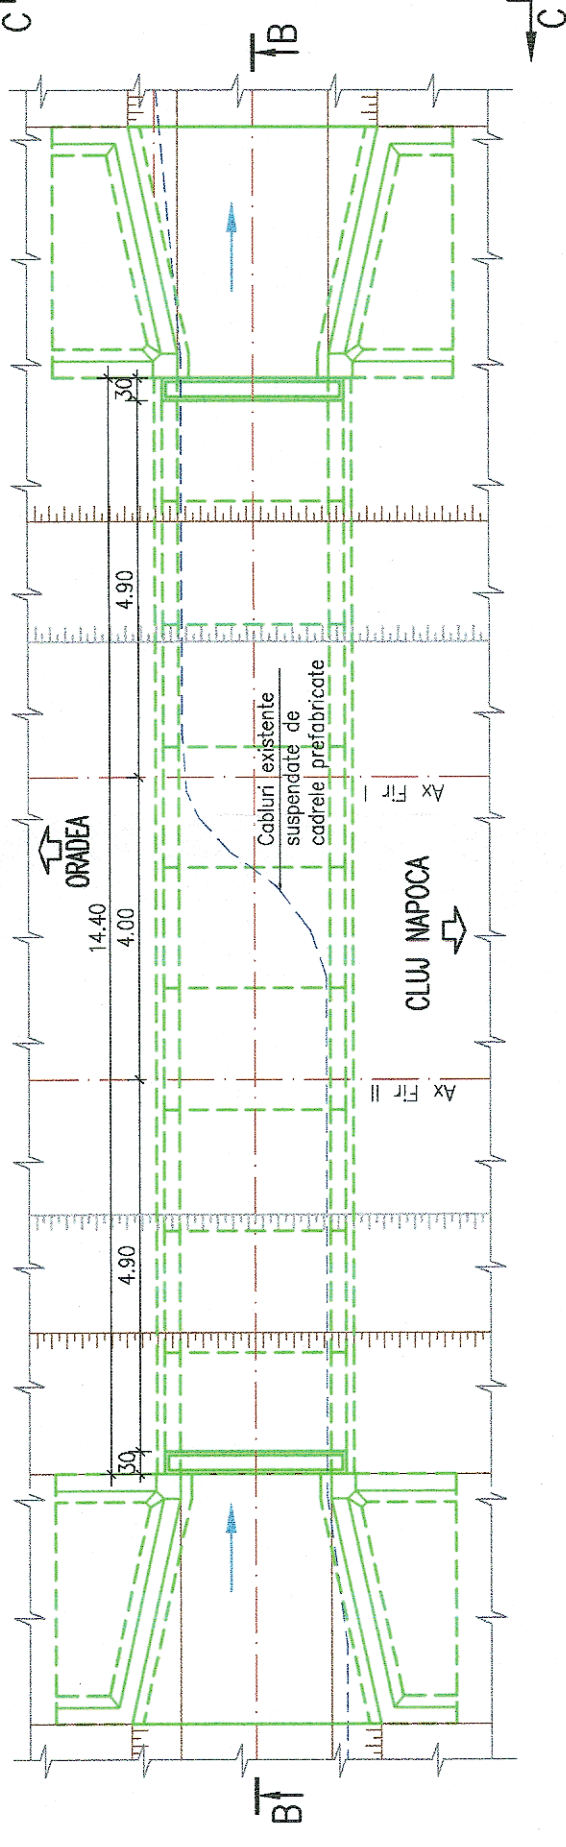 C
C
B
30
4.90
14.40
4.00
ORADEA
Cabluri existente
suspendate de
cadrele prefabricate
Ax Fir I
CLUJ NAPOCA
Ax Fir II
4.90
30
B